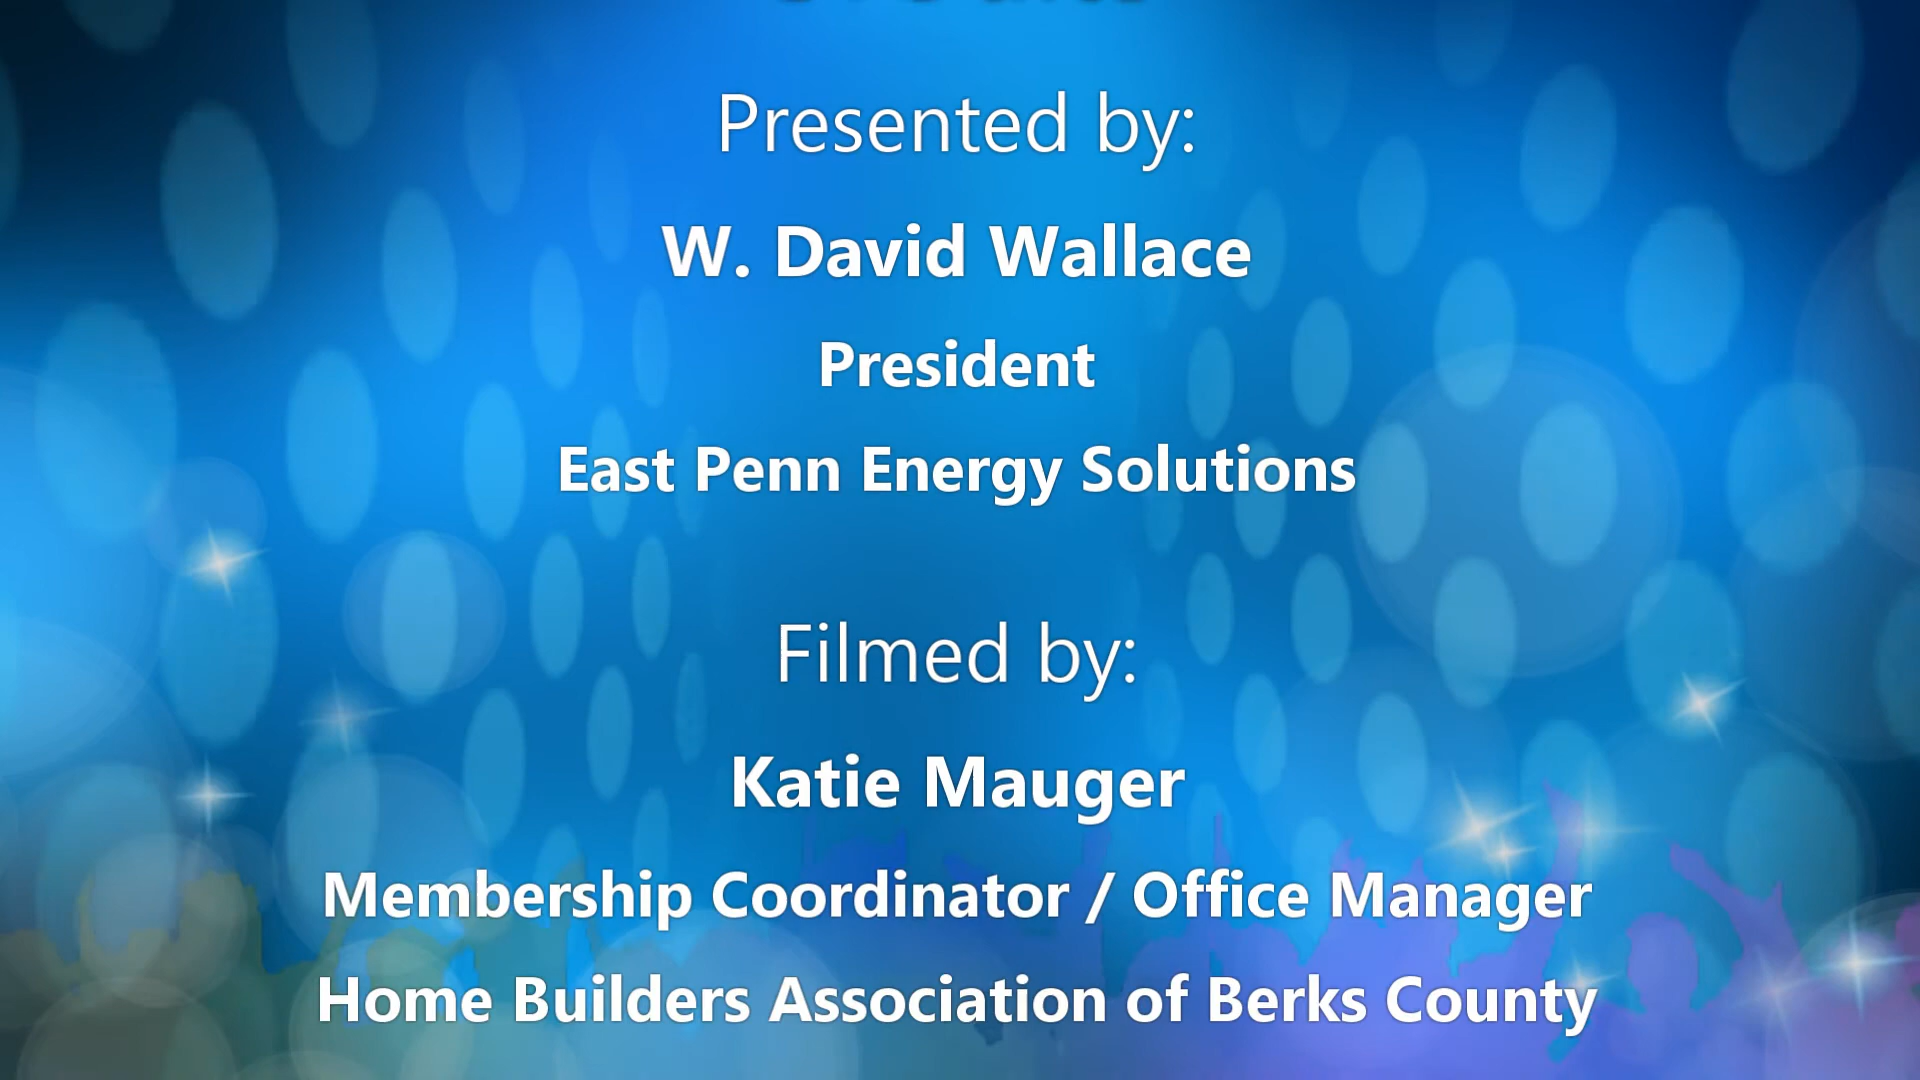 Presented by:
W. David Wallace
President
East Penn Energy Solutions
Filmed by:
Katie Mauger
Membership Coordinator / Office Manager
Home Builders Association of Berks County